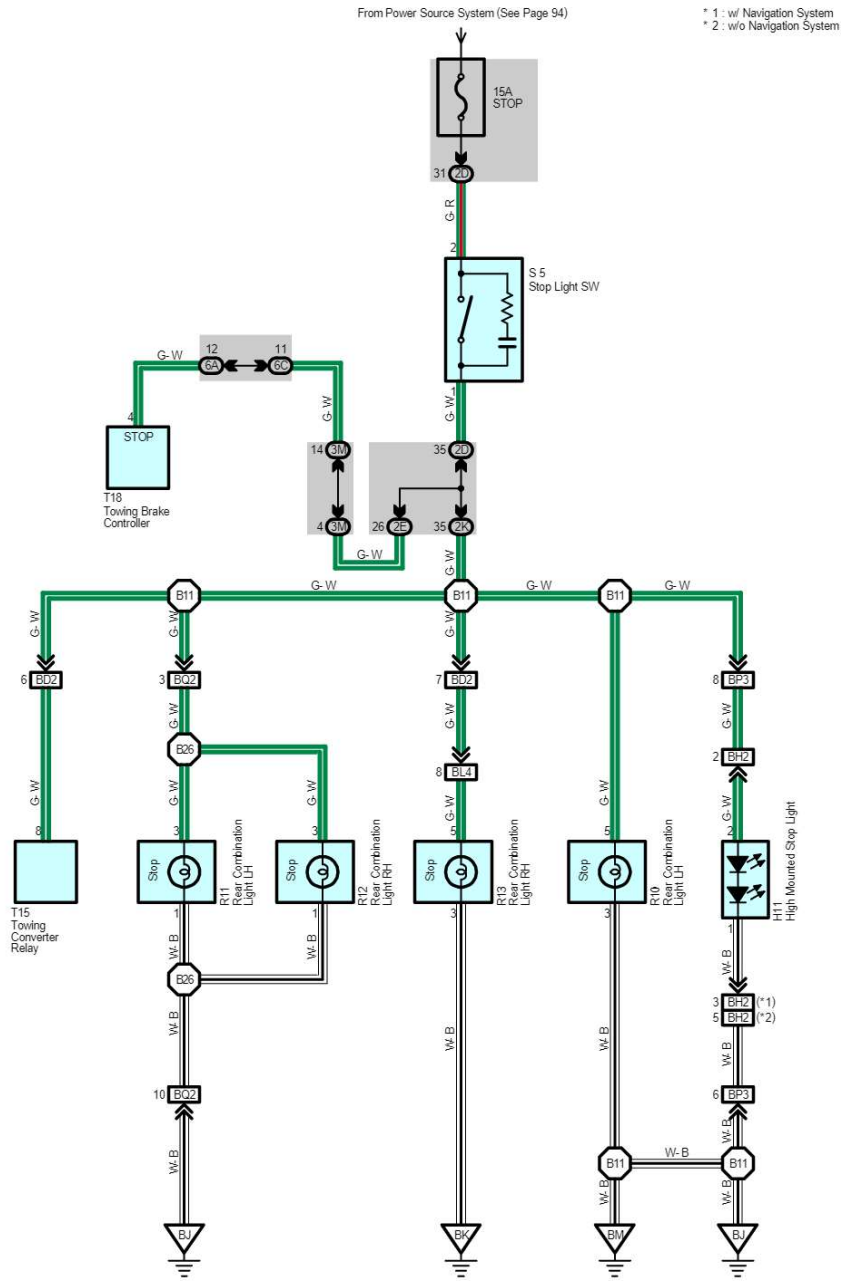 From Power Source System (See Page 94)
* 1 : w/ Navigation System
* 2 : w/o Navigation System
15A
STOP
31 2D
G-R
2
S 5
Stop Light SW
1
G-W
12
6A
11
6C
G-W
G-W
4
STOP
T18
Towing Brake
Controller
14 3M
35 2D
4 3M
26 2E
35 2K
G-W
G-W
B11
G-W
B11
G-W
B11
G-W
G-W
G-W
G-W
G-W
6 BD2
3 BQ2
7 BD2
8 BP3
G-W
G-W
G-W
B26
G-W
2 BH2
8 BL4
G-W
G-W
G-W
G-W
G-W
G-W
8
T15
Towing
Converter
Relay
3
Stop
1
R11
Rear Combination
Light LH
3
Stop
1
R12
Rear Combination
Light RH
5
Stop
3
R13
Rear Combination
Light RH
5
Stop
3
R10
Rear Combination
Light LH
2
1
H11
High Mounted Stop Light
W-B
W-B
W-B
B26
3 BH2 (*1)
5 BH2 (*2)
W-B
W-B
W-B
W-B
10 BQ2
6 BP3
W-B
W-B
B11
W-B
B11
W-B
W-B
BJ
BK
BM
BJ